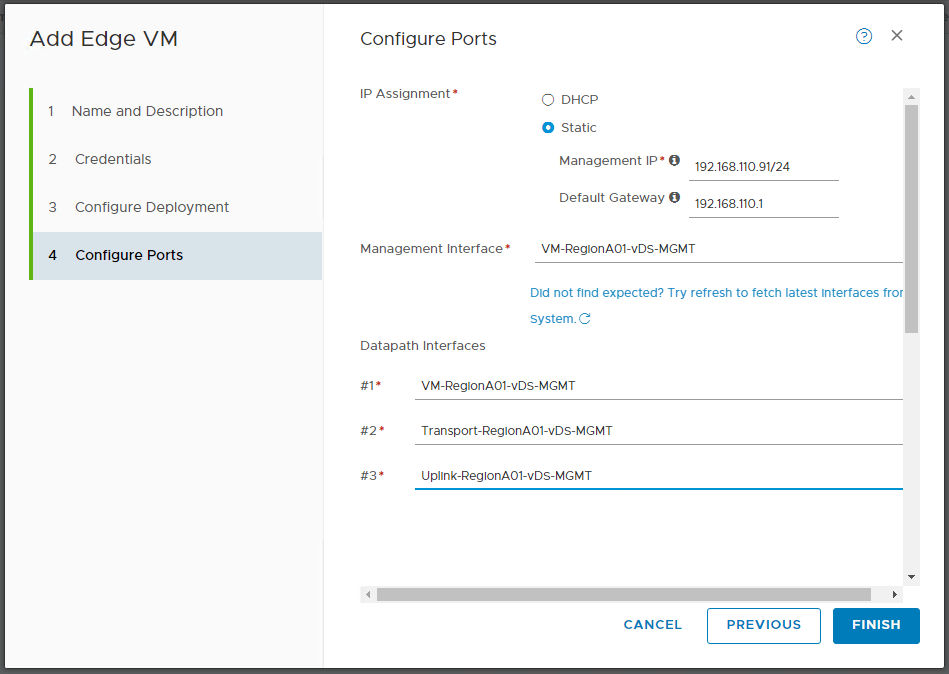 Add Edge VM
1 Name and Description
2 Credentials
3 Configure Deployment
4 Configure Ports
Configure Ports
IP Assignment*
DHCP
Static
Management IP*
192.168.110.91/24
Default Gateway
192.168.110.1
Management Interface*
VM-RegionA01-vDS-MGMT
Did not find expected? Try refresh to fetch latest interfaces from
System.
Datapath Interfaces
#1* VM-RegionA01-vDS-MGMT
#2* Transport-RegionA01-vDS-MGMT
#3* Uplink-RegionA01-vDS-MGMT
CANCEL PREVIOUS FINISH